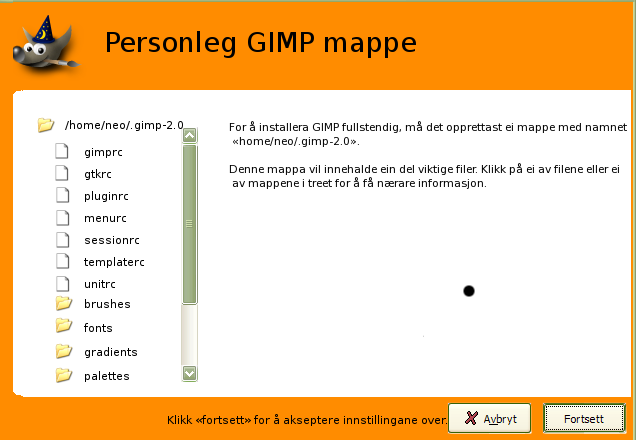 Personleg GIMP mappe
/home/neo/.gimp-2.0
gimprc
gtkrc
pluginrc
menurc
sessionrc
templaterc
unitrc
brushes
fonts
gradients
palettes
For å installera GIMP fullstendig, må det opprettast ei mappe med namnet
«home/neo/.gimp-2.0».
Denne mappa vil innehalde ein del viktige filer. Klikk på ei av filene eller ei
av mappene i treet for å få nærare informasjon.
Klikk «fortsett» for å akseptere innstillingane over.
Avbryt
Fortsett